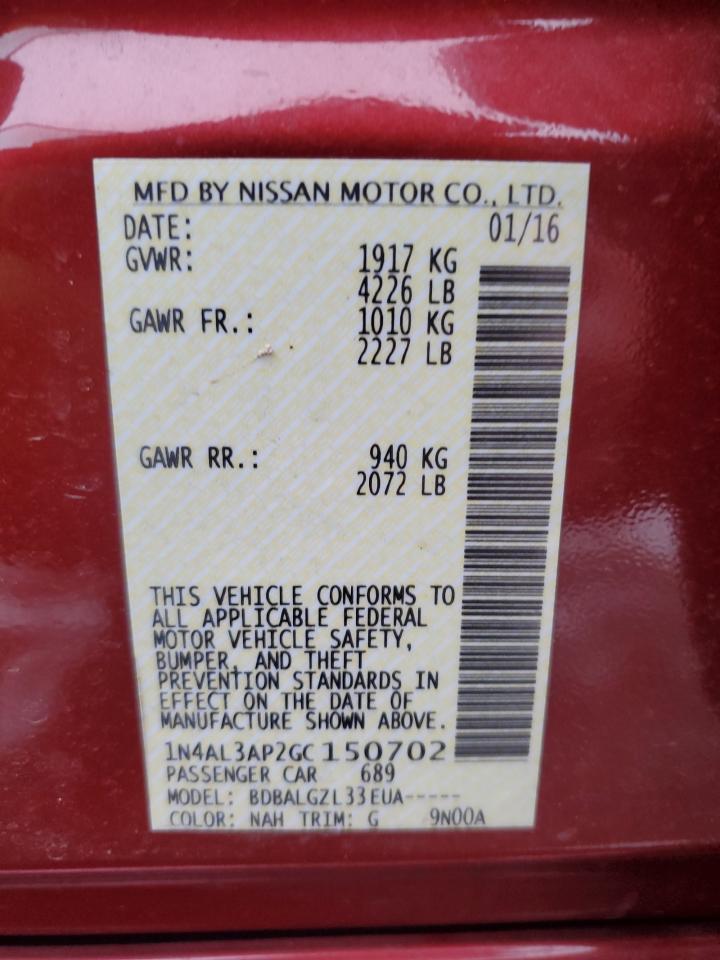 MFD BY NISSAN MOTOR CO., LTD.
DATE: 01/16
GVWR: 1917 KG
4226 LB
GAWR FR.: 1010 KG
2227 LB
GAWR RR.: 940 KG
2072 LB
THIS VEHICLE CONFORMS TO
ALL APPLICABLE FEDERAL
MOTOR VEHICLE SAFETY,
BUMPER, AND THEFT
PREVENTION STANDARDS IN
EFFECT ON THE DATE OF
MANUFACTURE SHOWN ABOVE.
1N4AL3AP2GC150702
PASSENGER CAR 689
MODEL: BDBALGZL33EUA-----
COLOR: NAH TRIM: G 9N00A